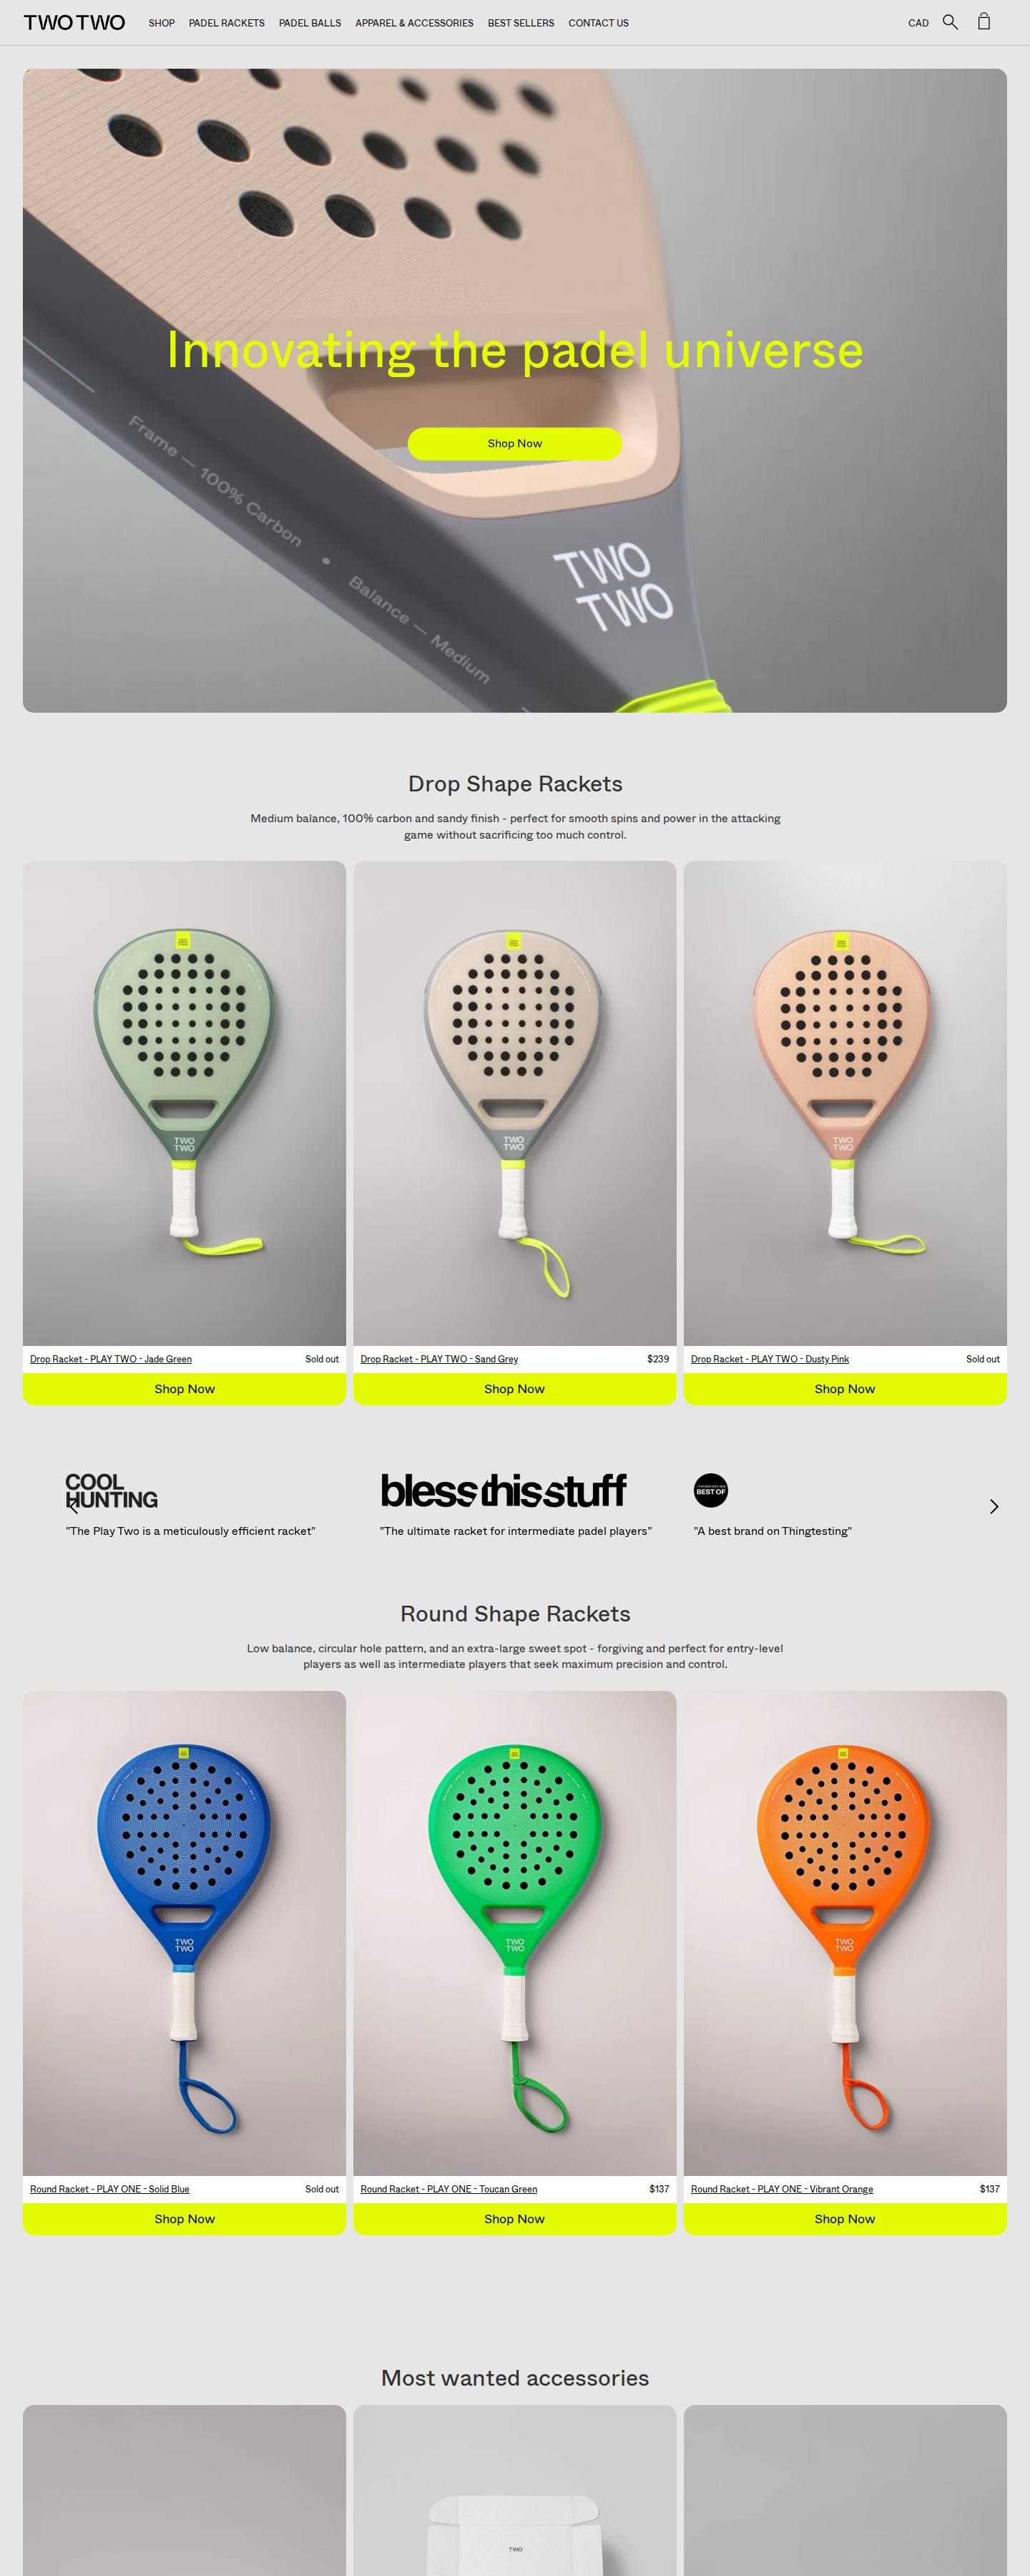 TWO TWO
SHOP
PADEL RACKETS
PADEL BALLS
APPAREL & ACCESSORIES
BEST SELLERS
CONTACT US
CAD
Innovating the padel universe
Shop Now
Frame — 100% Carbon • Balance — Medium
TWO
TWO
Drop Shape Rackets
Medium balance, 100% carbon and sandy finish - perfect for smooth spins and power in the attacking
game without sacrificing too much control.
TWO
TWO
TWO
TWO
TWO
TWO
Drop Racket - PLAY TWO - Jade Green
Sold out
Shop Now
Drop Racket - PLAY TWO - Sand Grey
$239
Shop Now
Drop Racket - PLAY TWO - Dusty Pink
Sold out
Shop Now
COOL
HUNTING
"The Play Two is a meticulously efficient racket"
bless this stuff
"The ultimate racket for intermediate padel players"
THINGTESTING
BEST OF
"A best brand on Thingtesting"
Round Shape Rackets
Low balance, circular hole pattern, and an extra-large sweet spot - forgiving and perfect for entry-level
players as well as intermediate players that seek maximum precision and control.
TWO
TWO
TWO
TWO
TWO
TWO
Round Racket - PLAY ONE - Solid Blue
Sold out
Shop Now
Round Racket - PLAY ONE - Toucan Green
$137
Shop Now
Round Racket - PLAY ONE - Vibrant Orange
$137
Shop Now
Most wanted accessories
TWO